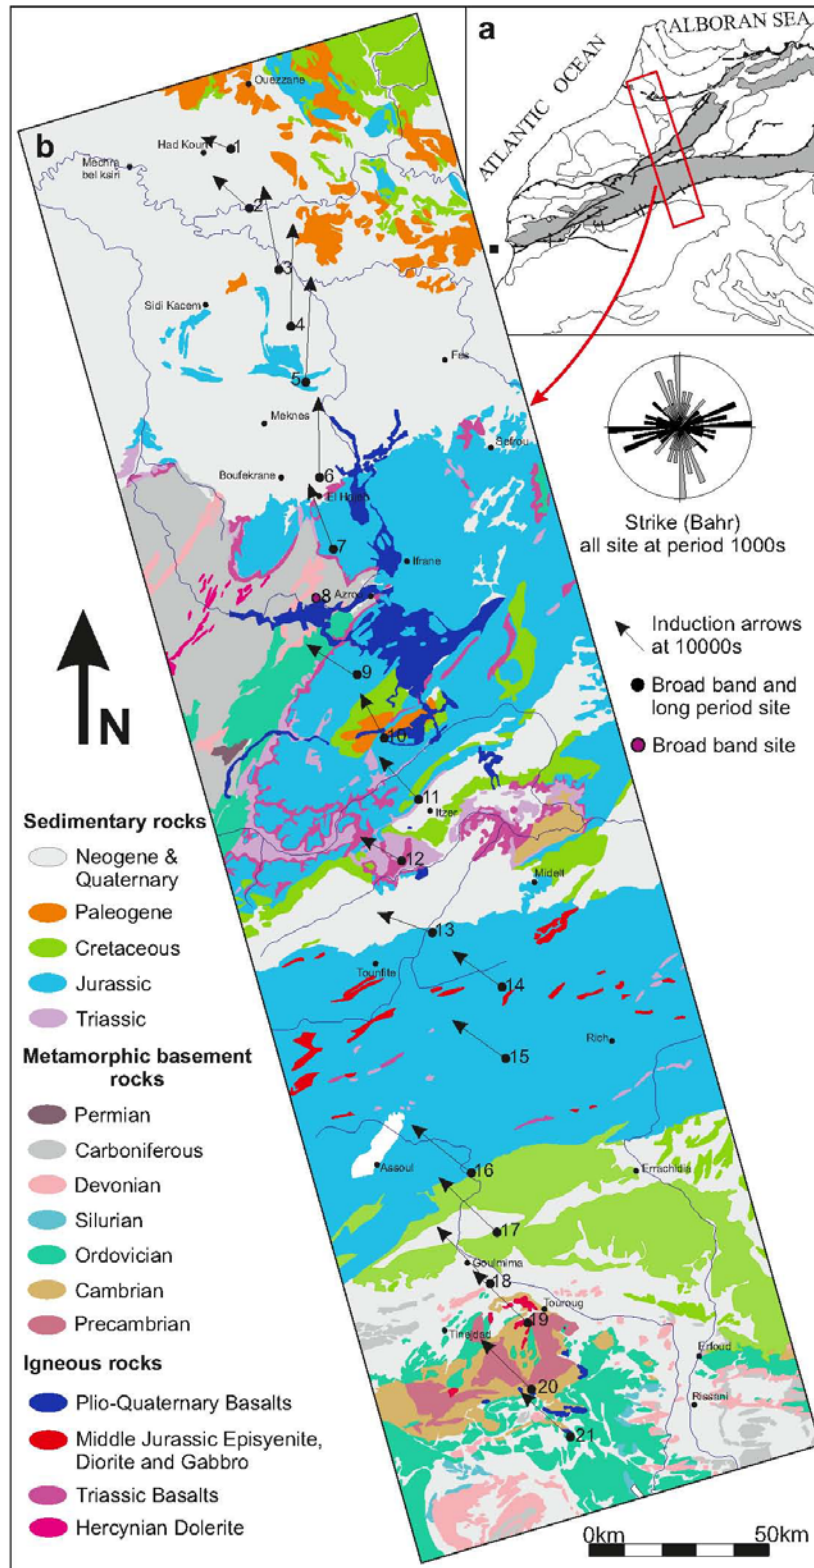 a
ALBORAN SEA
ATLANTIC OCEAN
b
Ouezzane
Had Kourt
1
Mechra
bel ksiri
2
3
Sidi Kacem
4
5
Fes
Meknes
Sefrou
Boufekrane
6
El Hajeb
7
Ifrane
8
Azrou
9
10
11
Itzer
12
Midelt
13
Tounfite
14
15
Rich
16
Assoul
Errachidia
17
Goulmima
18
Touroug
19
Tinejdad
Erfoud
20
Rissani
21
N
Strike (Bahr)
all site at period 1000s
Induction arrows
at 10000s
Broad band and
long period site
Broad band site
Sedimentary rocks
Neogene &
Quaternary
Paleogene
Cretaceous
Jurassic
Triassic
Metamorphic basement
rocks
Permian
Carboniferous
Devonian
Silurian
Ordovician
Cambrian
Precambrian
Igneous rocks
Plio-Quaternary Basalts
Middle Jurassic Episyenite,
Diorite and Gabbro
Triassic Basalts
Hercynian Dolerite
0km 50km